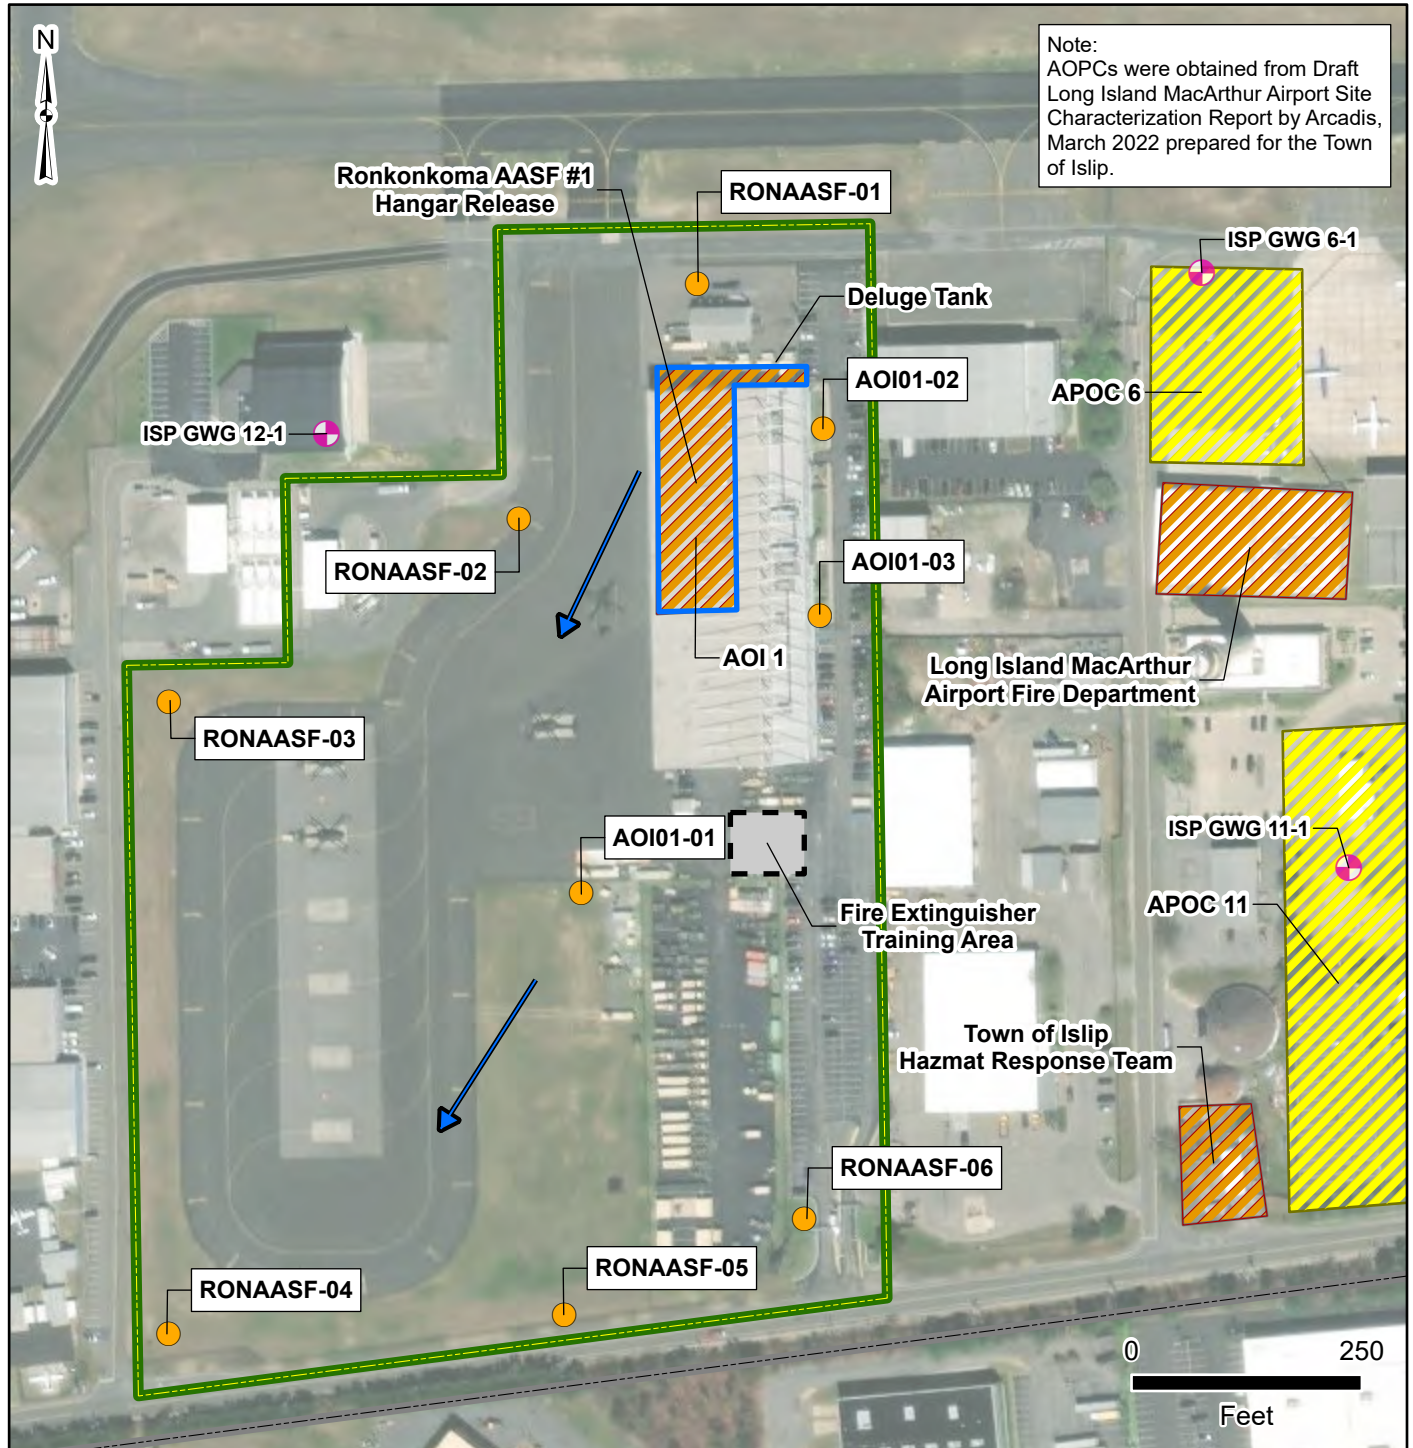 N
Note:
AOPCs were obtained from Draft
Long Island MacArthur Airport Site
Characterization Report by Arcadis,
March 2022 prepared for the Town
of Islip.
Ronkonkoma AASF #1
Hangar Release
RONAASF-01
ISP GWG 6-1
Deluge Tank
AOI01-02
APOC 6
ISP GWG 12-1
RONAASF-02
AOI01-03
AOI 1
Long Island MacArthur
Airport Fire Department
RONAASF-03
AOI01-01
ISP GWG 11-1
APOC 11
Fire Extinguisher
Training Area
Town of Islip
Hazmat Response Team
RONAASF-06
RONAASF-05
RONAASF-04
0 250
Feet